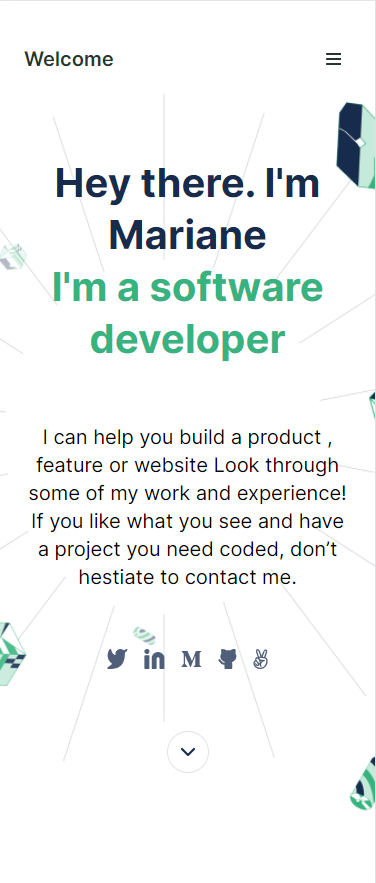 Welcome
Hey there. I'm
Mariane
I'm a software
developer
I can help you build a product ,
feature or website Look through
some of my work and experience!
If you like what you see and have
a project you need coded, don’t
hestiate to contact me.